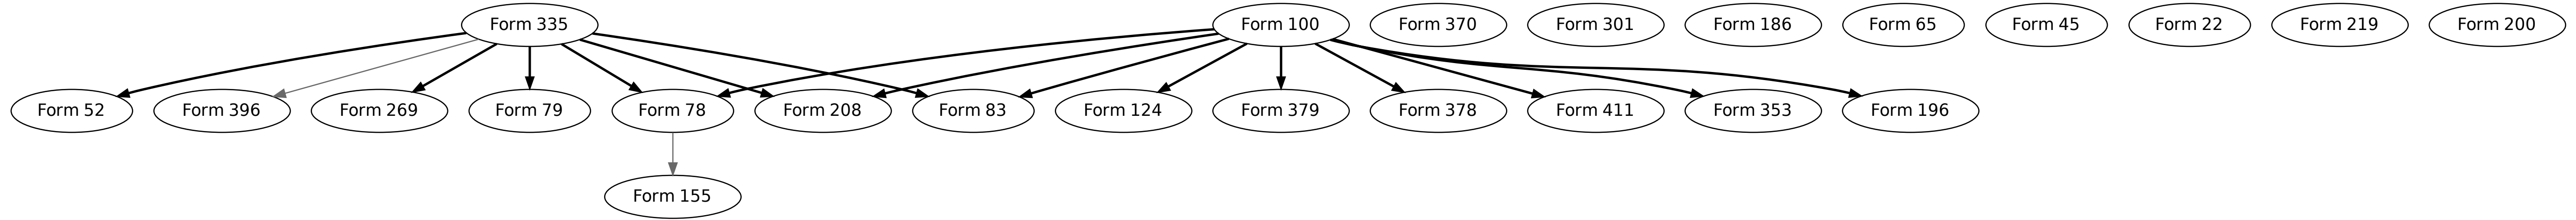 Form 335
Form 100
Form 370
Form 301
Form 186
Form 65
Form 45
Form 22
Form 219
Form 200
Form 52
Form 396
Form 269
Form 79
Form 78
Form 208
Form 83
Form 124
Form 379
Form 378
Form 411
Form 353
Form 196
Form 155